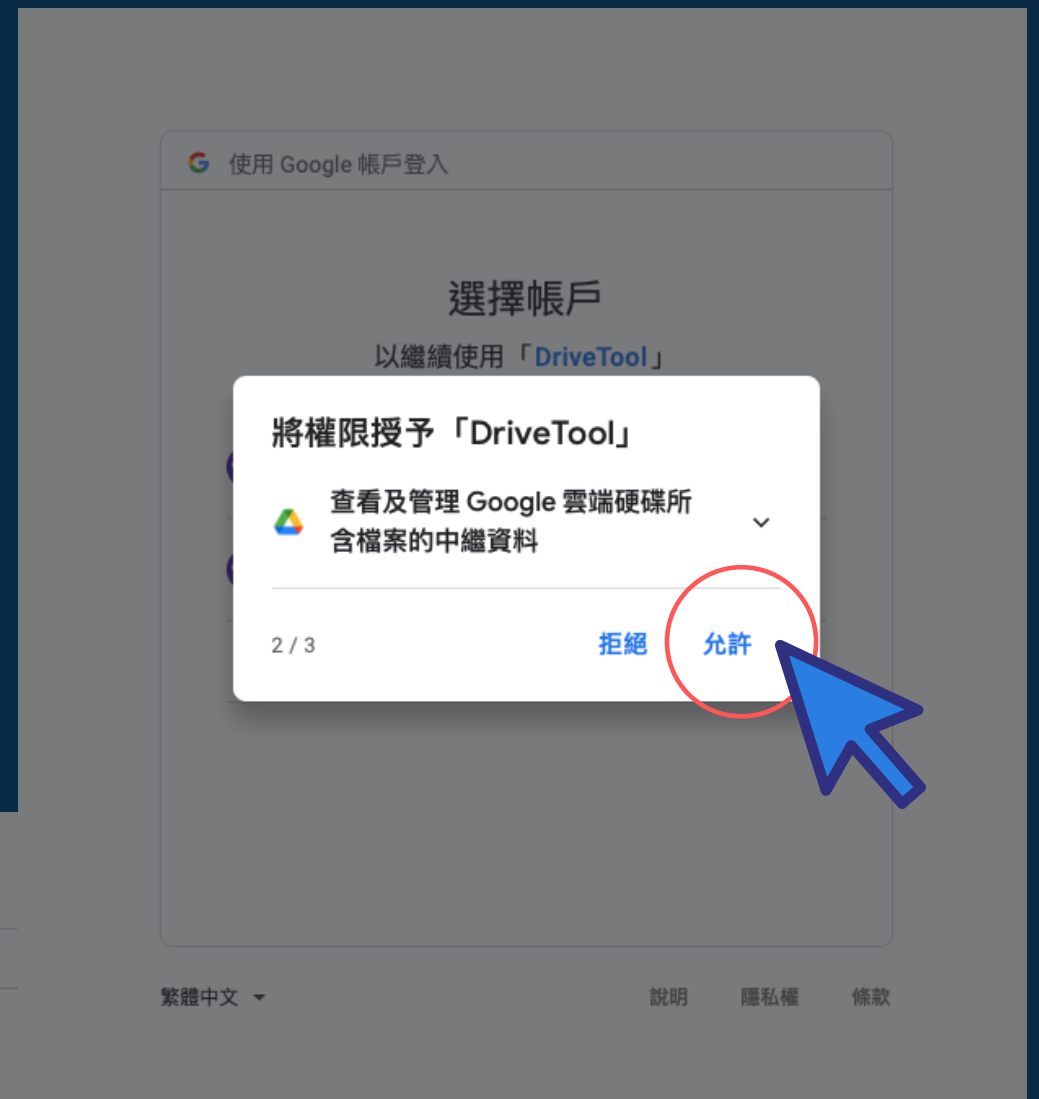 使用 Google 帳戶登入
選擇帳戶
以繼續使用「DriveTool」
將權限授予「DriveTool」
查看及管理 Google 雲端硬碟所
含檔案的中繼資料
2 / 3
拒絕
允許
繁體中文
說明
隱私權
條款